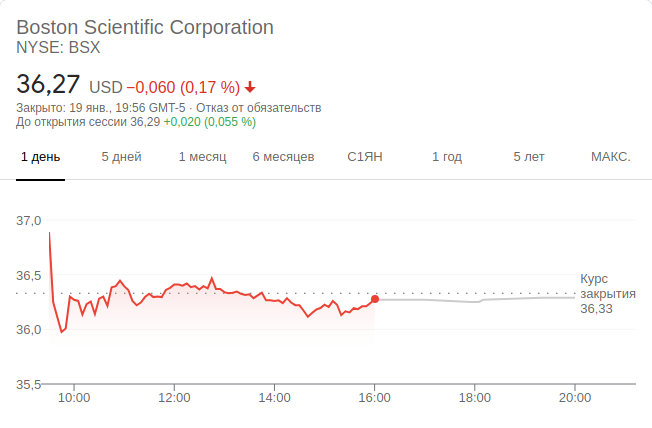 Boston Scientific Corporation
NYSE: BSX
36,27 USD −0,060 (0,17 %)
Закрыто: 19 янв., 19:56 GMT-5 · Отказ от обязательств
До открытия сессии 36,29 +0,020 (0,055 %)
1 день 5 дней 1 месяц 6 месяцев С1ЯН 1 год 5 лет МАКС.
37,0
36,5
Курс
закрытия
36,33
36,0
35,5
10:00 12:00 14:00 16:00 18:00 20:00